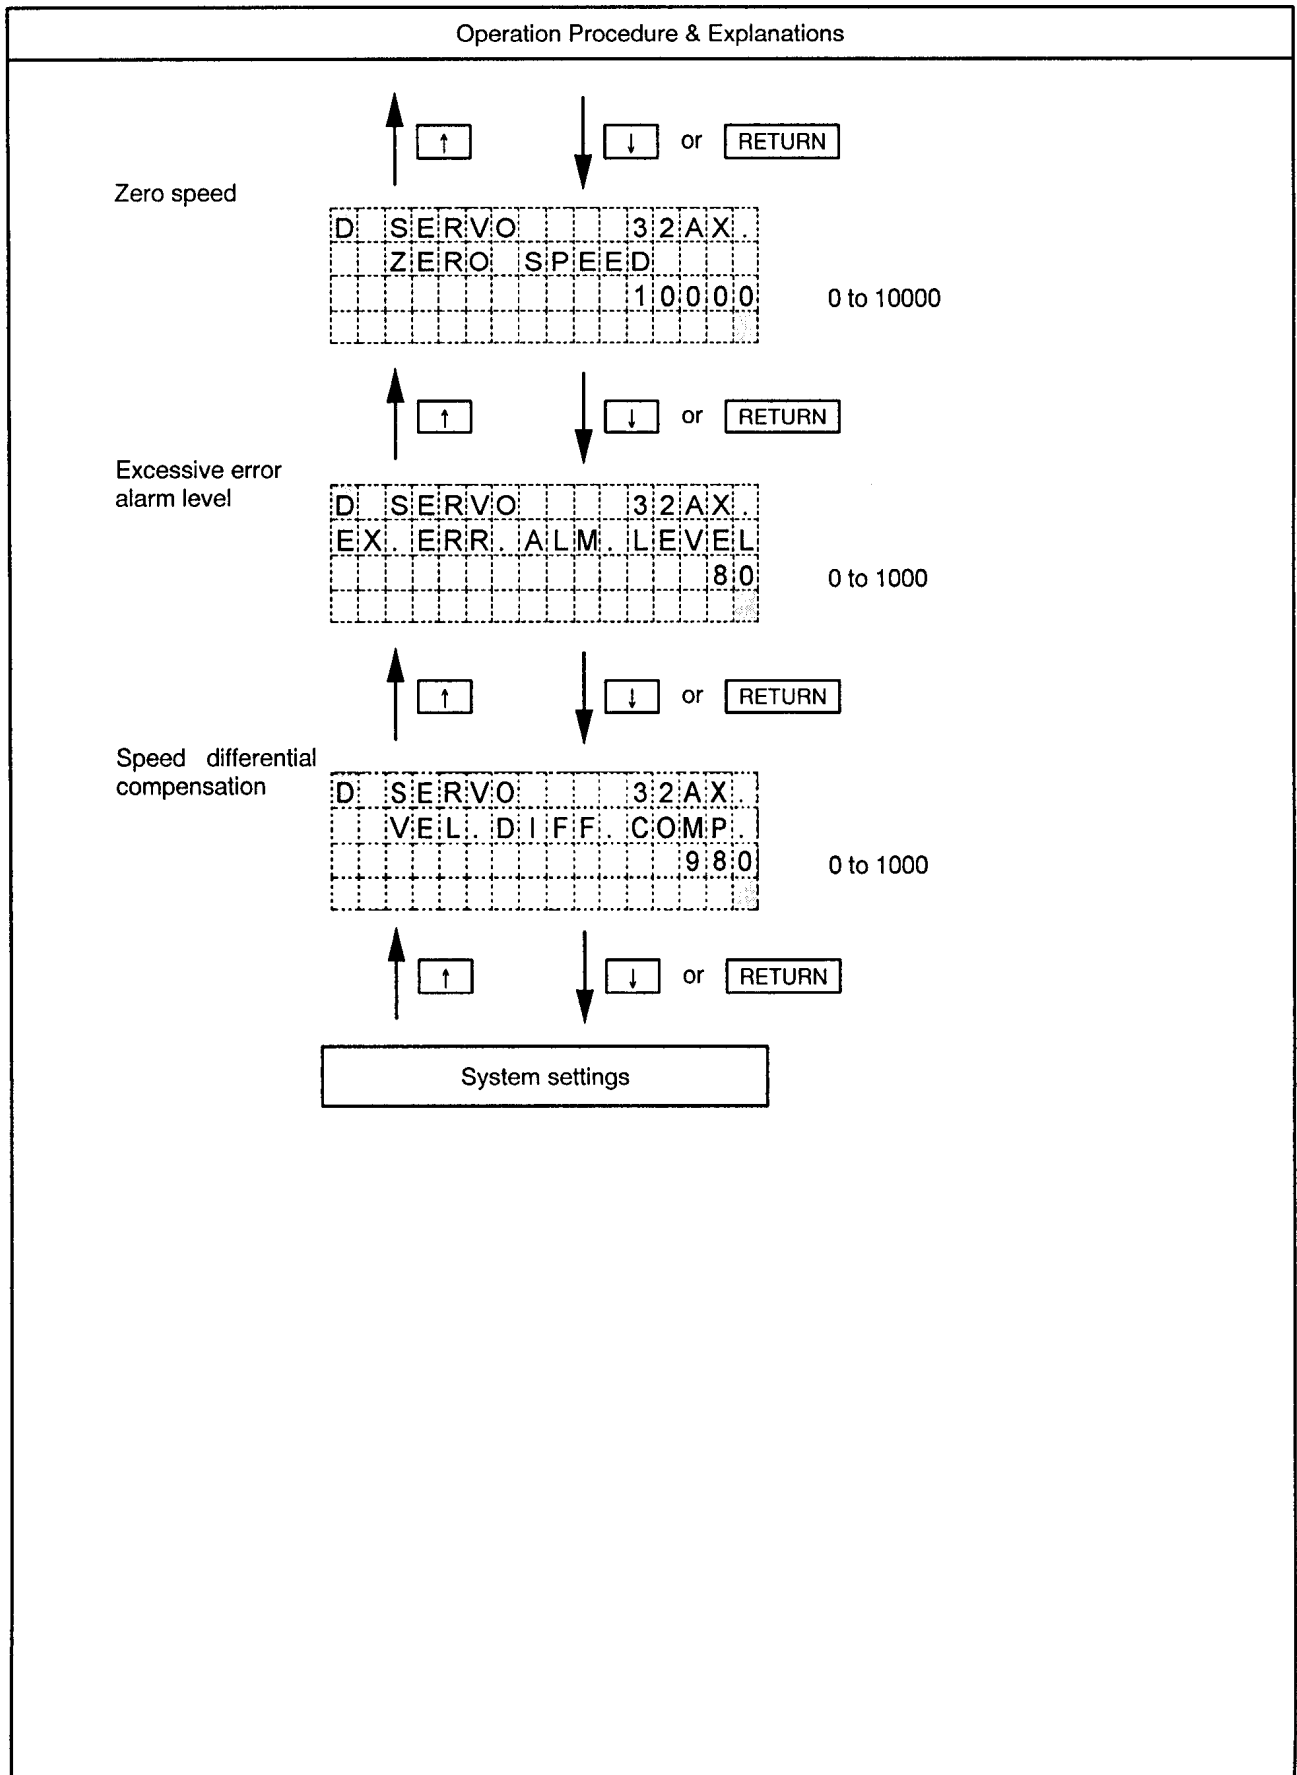 Operation Procedure & Explanations
↑ ↓ or RETURN
Zero speed
D SERVO 32AX.
ZERO SPEED
10000 0 to 10000
↑ ↓ or RETURN
Excessive error
alarm level
D SERVO 32AX.
EX.ERR.ALM.LEVEL
80 0 to 1000
↑ ↓ or RETURN
Speed differential
compensation
D SERVO 32AX.
VEL.DIFF.COMP.
980 0 to 1000
↑ ↓ or RETURN
System settings